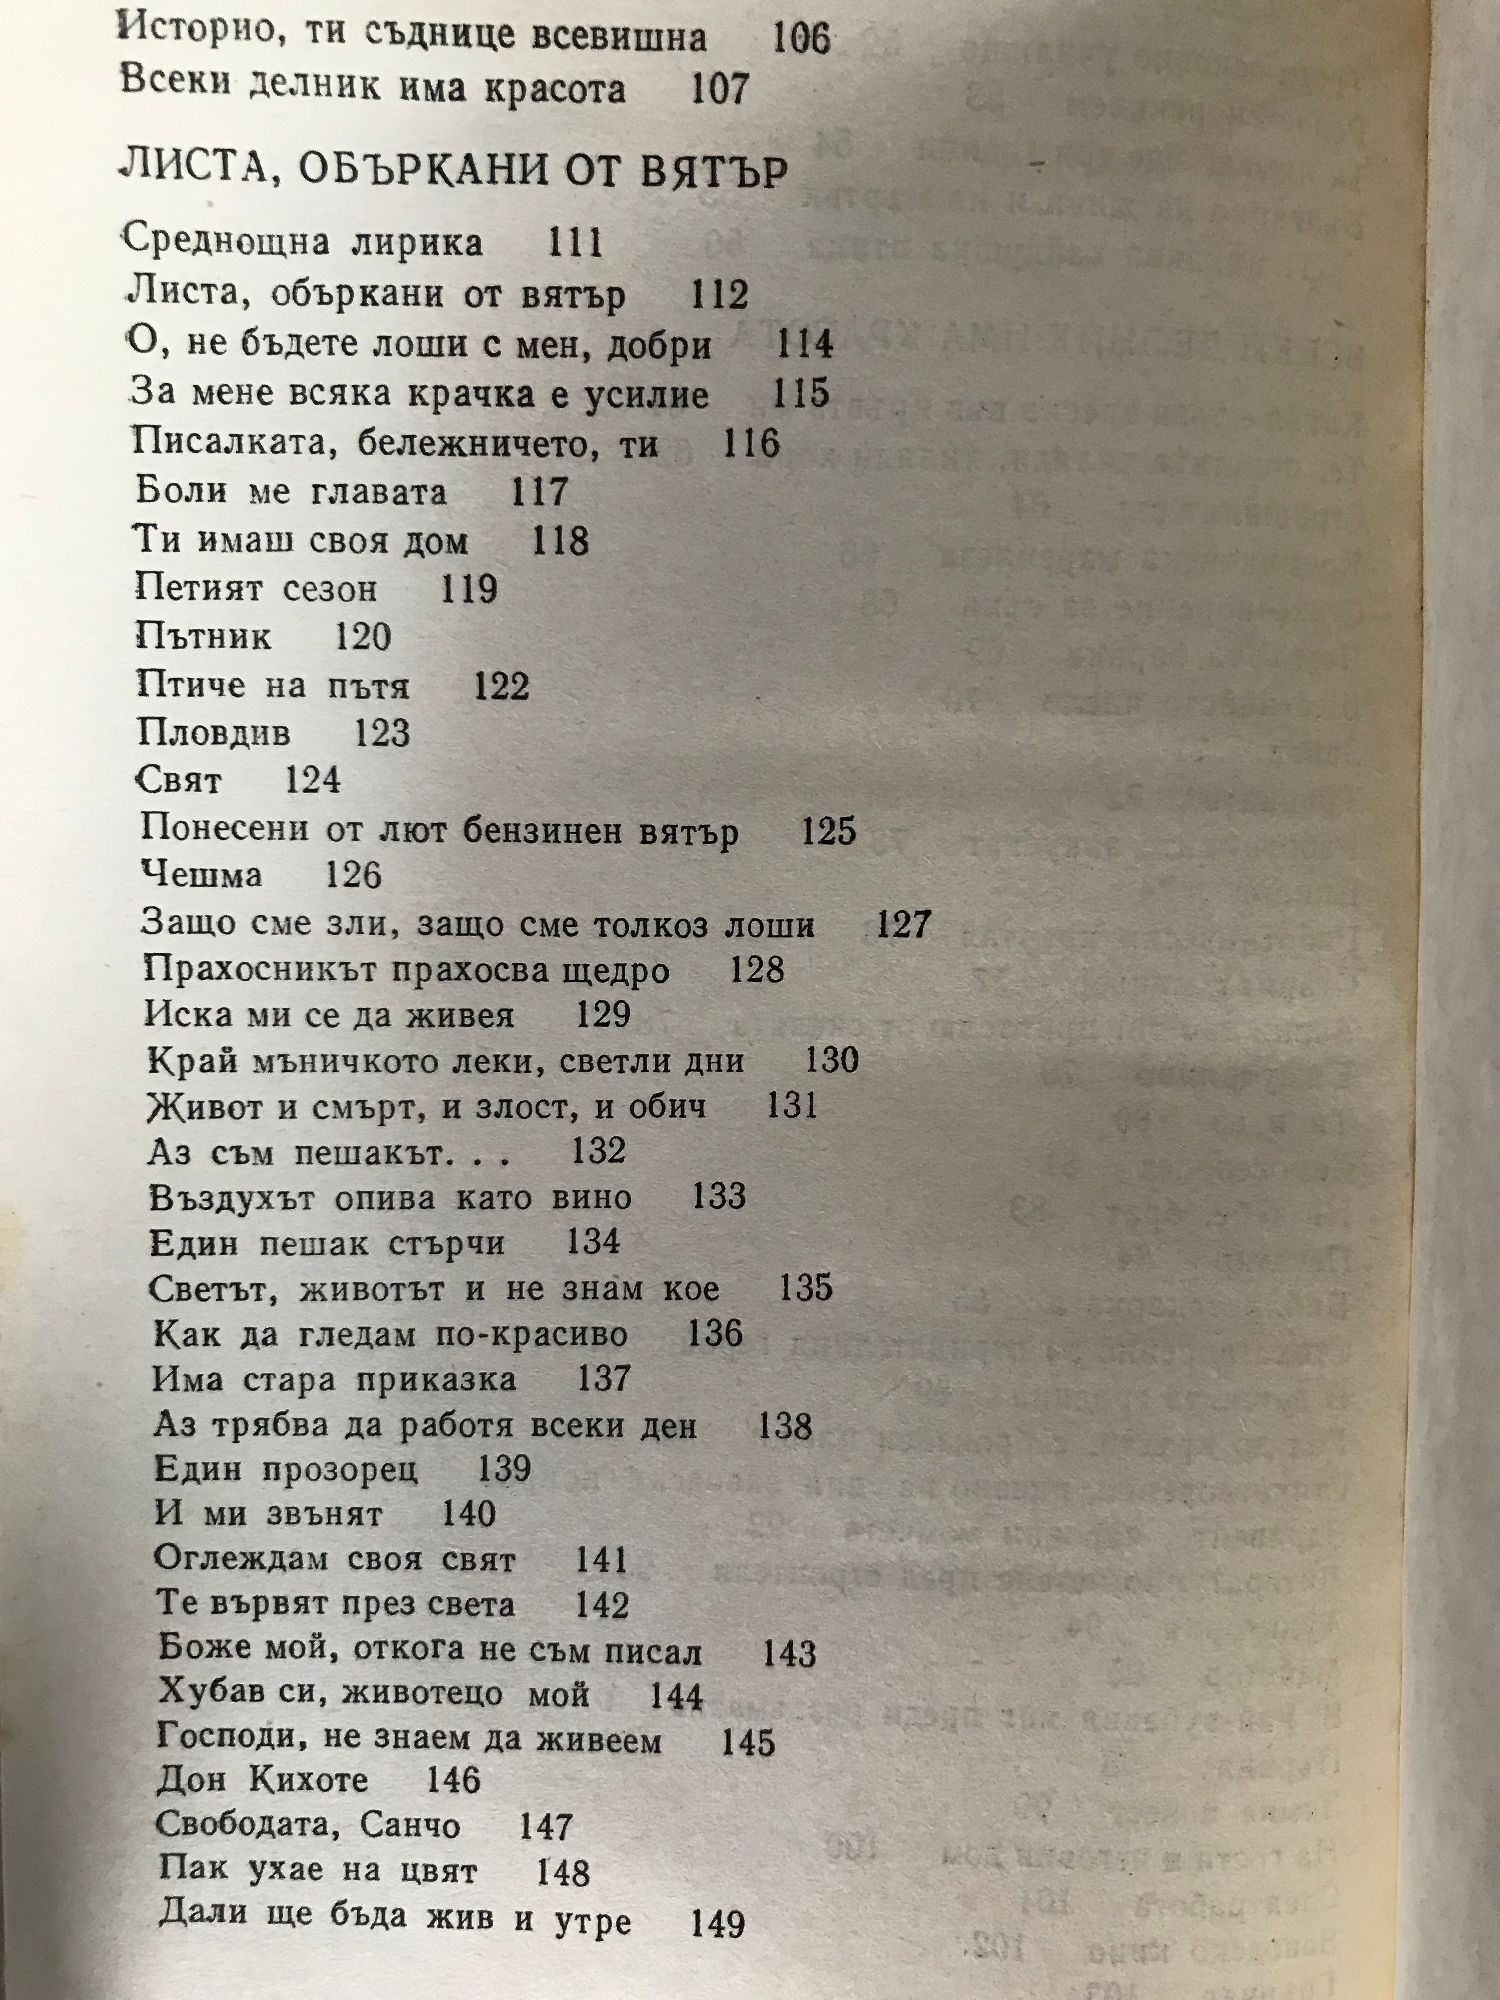 Историо, ти съднице всевишна 106
Всеки делник има красота 107
ЛИСТА, ОБЪРКАНИ ОТ ВЯТЪР
Среднощна лирика 111
Листа, объркани от вятър 112
О, не бъдете лоши с мен, добри 114
За мене всяка крачка е усилие 115
Писалката, бележничето, ти 116
Боли ме главата 117
Ти имаш своя дом 118
Петият сезон 119
Пътник 120
Птиче на пътя 122
Пловдив 123
Свят 124
Понесени от лют бензинен вятър 125
Чешма 126
Защо сме зли, защо сме толкоз лоши 127
Прахосникът прахосва щедро 128
Иска ми се да живея 129
Край мъничкото леки, светли дни 130
Живот и смърт, и злост, и обич 131
Аз съм пешакът. . . 132
Въздухът опива като вино 133
Един пешак стърчи 134
Светът, животът и не знам кое 135
Как да гледам по-красиво 136
Има стара приказка 137
Аз трябва да работя всеки ден 138
Един прозорец 139
И ми звънят 140
Оглеждам своя свят 141
Те вървят през света 142
Боже мой, откога не съм писал 143
Хубав си, животецо мой 144
Господи, не знаем да живеем 145
Дон Кихоте 146
Свободата, Санчо 147
Пак ухае на цвят 148
Дали ще бъда жив и утре 149